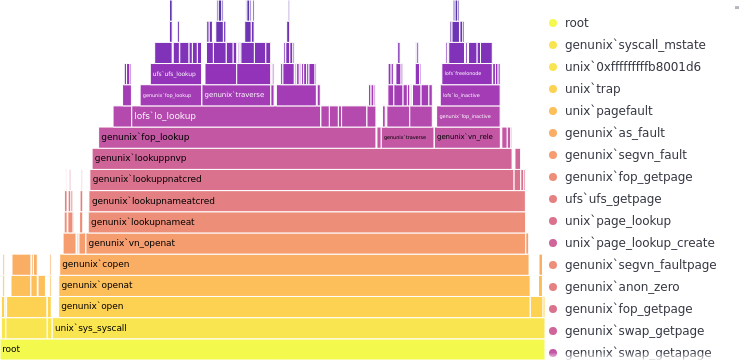 ufs`ufs_lookup
lofs`freelonode
genunix`fop_lookup
genunix`traverse
lofs`lo_inactive
lofs`lo_lookup
genunix`fop_inactive
genunix`fop_lookup
genunix`traverse
genunix`vn_rele
genunix`lookuppnvp
genunix`lookuppnatcred
genunix`lookupnameatcred
genunix`lookupnameat
genunix`vn_openat
genunix`copen
genunix`openat
genunix`open
unix`sys_syscall
root
root
genunix`syscall_mstate
unix`0xfffffffffb8001d6
unix`trap
unix`pagefault
genunix`as_fault
genunix`segvn_fault
genunix`fop_getpage
ufs`ufs_getpage
unix`page_lookup
unix`page_lookup_create
genunix`segvn_faultpage
genunix`anon_zero
genunix`fop_getpage
genunix`swap_getpage
genunix`swap_getapage